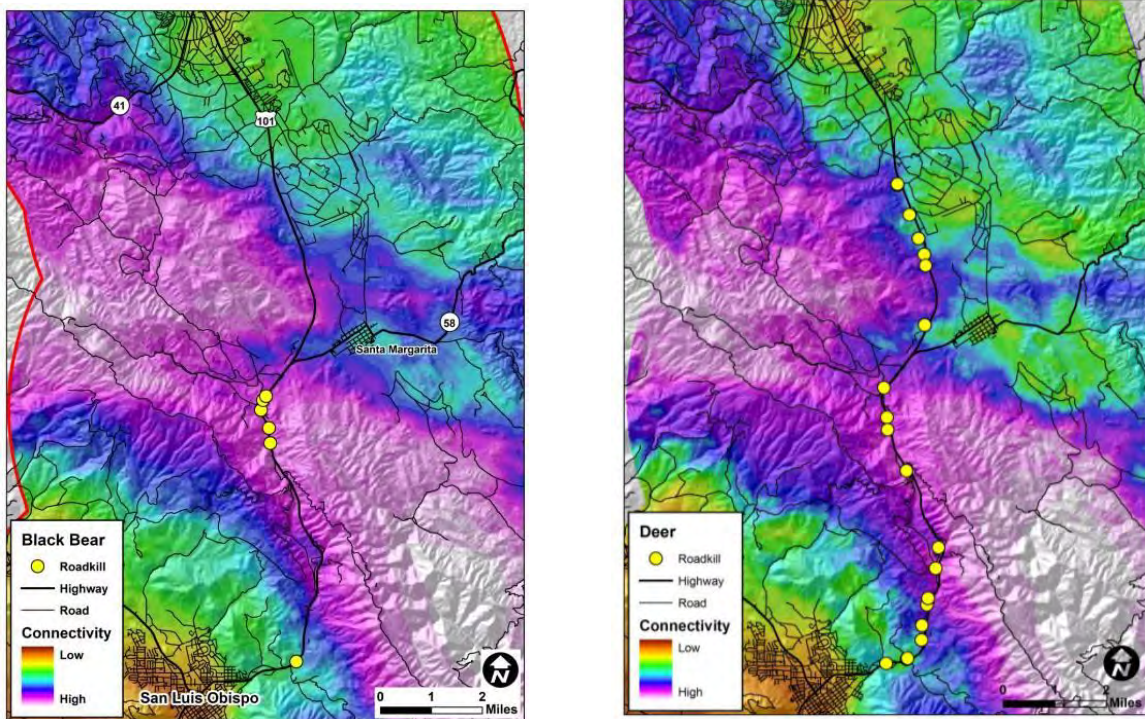 41
101
58
Santa Margarita
Black Bear
Roadkill
Highway
Road
Connectivity
Low
High
San Luis Obispo
N
0 1 2
Miles
Deer
Roadkill
Highway
Road
Connectivity
Low
High
N
0 1 2
Miles